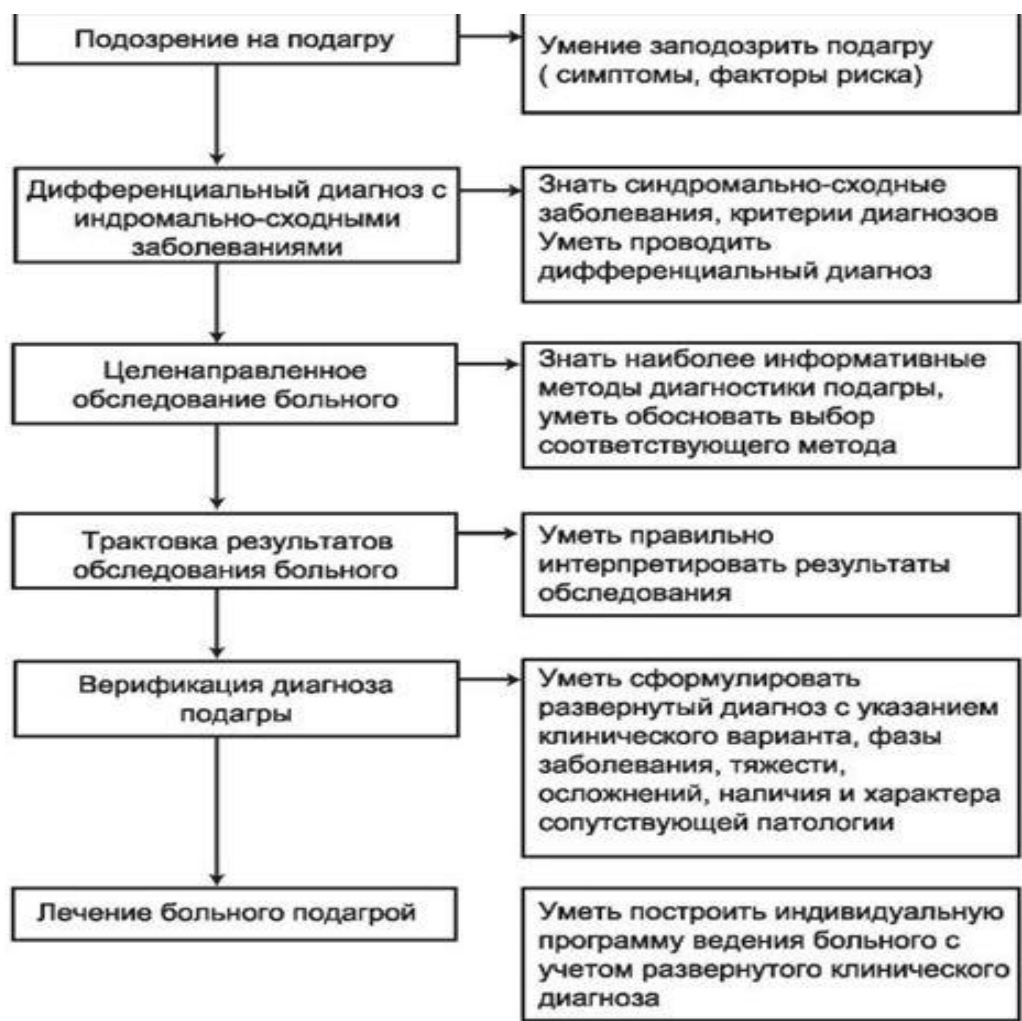 Подозрение на подагру
Умение заподозрить подагру
( симптомы, факторы риска)
Дифференциальный диагноз с
индромально-сходными
заболеваниями
Знать синдромально-сходные
заболевания, критерии диагнозов
Уметь проводить
дифференциальный диагноз
Целенаправленное
обследование больного
Знать наиболее информативные
методы диагностики подагры,
уметь обосновать выбор
соответствующего метода
Трактовка результатов
обследования больного
Уметь правильно
интерпретировать результаты
обследования
Верификация диагноза
подагры
Уметь сформулировать
развернутый диагноз с указанием
клинического варианта, фазы
заболевания, тяжести,
осложнений, наличия и характера
сопутствующей патологии
Лечение больного подагрой
Уметь построить индивидуальную
программу ведения больного с
учетом развернутого клинического
диагноза